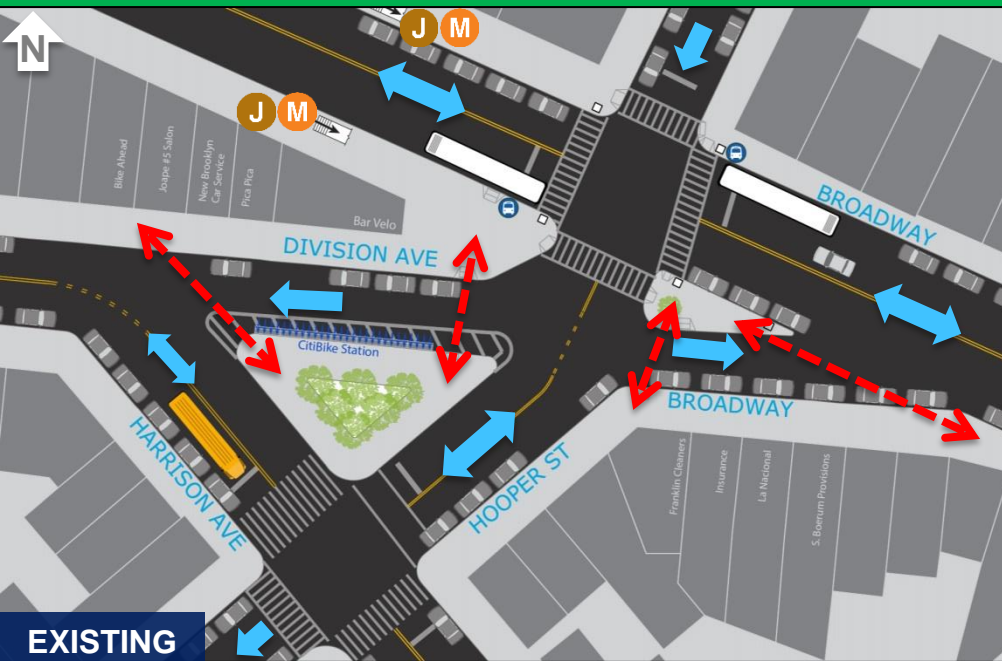 N
J M
J M
Bike Ahead
Joape #5 Salon
New Brooklyn
Car Service
Pica Pica
Bar Velo
DIVISION AVE
BROADWAY
CitiBike Station
BROADWAY
HARRISON AVE
HOOPER ST
Franklin Cleaners
Insurance
La Nacional
S. Boerum Provisions
EXISTING